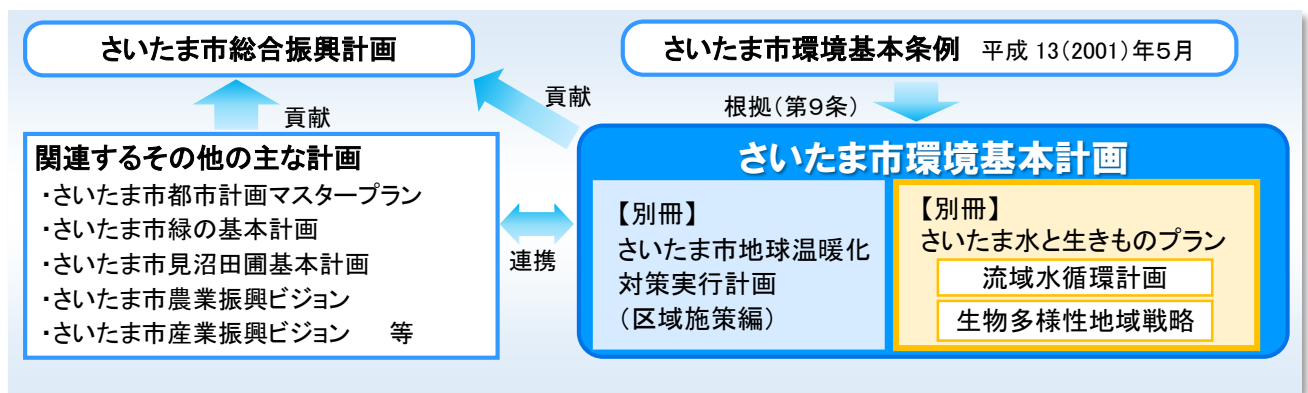 さいたま市総合振興計画
さいたま市環境基本条例 平成 13(2001)年5月
貢献
貢献
根拠(第9条)
関連するその他の主な計画
・さいたま市都市計画マスタープラン
・さいたま市緑の基本計画
・さいたま市見沼田圃基本計画
・さいたま市農業振興ビジョン
・さいたま市産業振興ビジョン 等
連携
さいたま市環境基本計画
【別冊】
さいたま市地球温暖化
対策実行計画
(区域施策編)
【別冊】
さいたま水と生きものプラン
流域水循環計画
生物多様性地域戦略